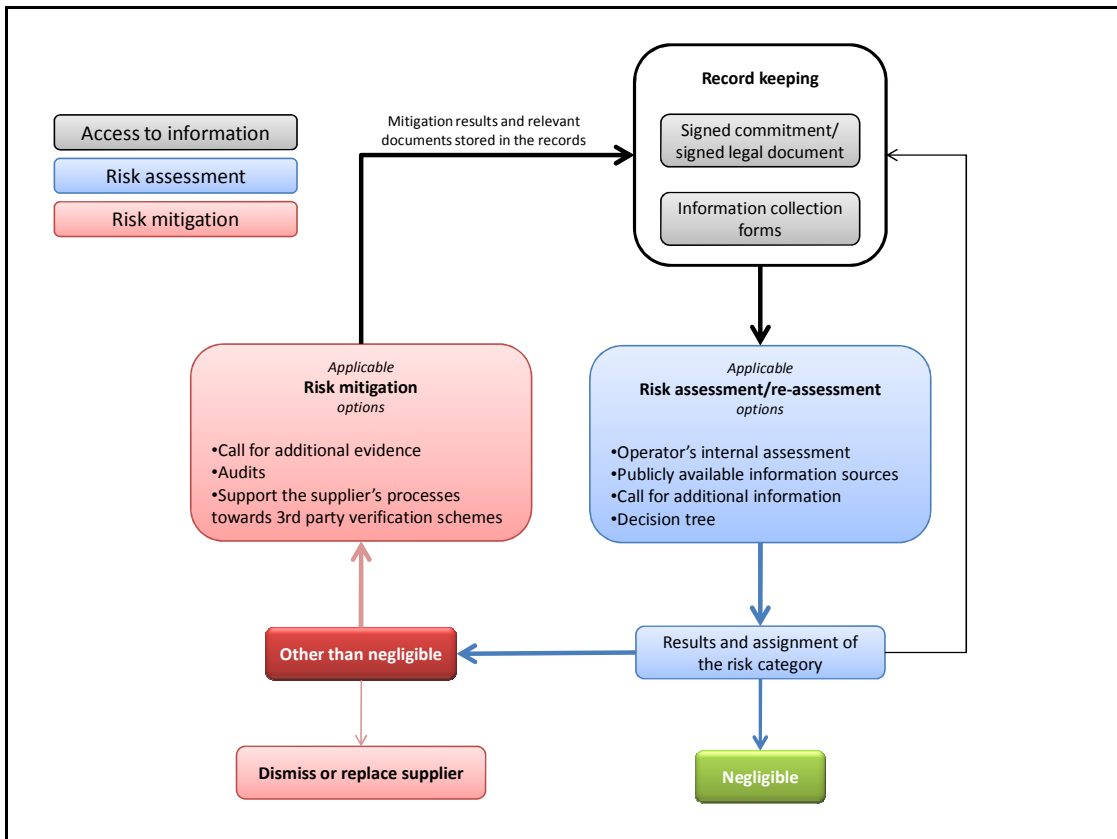 Record keeping
Signed commitment/
signed legal document
Information collection
forms
Mitigation results and relevant
documents stored in the records
Access to information
Risk assessment
Risk mitigation
Applicable
Risk mitigation
options
•Call for additional evidence
•Audits
•Support the supplier's processes
towards 3rd party verification schemes
Applicable
Risk assessment/re-assessment
options
•Operator's internal assessment
•Publicly available information sources
•Call for additional information
•Decision tree
Other than negligible
Results and assignment of
the risk category
Dismiss or replace supplier
Negligible